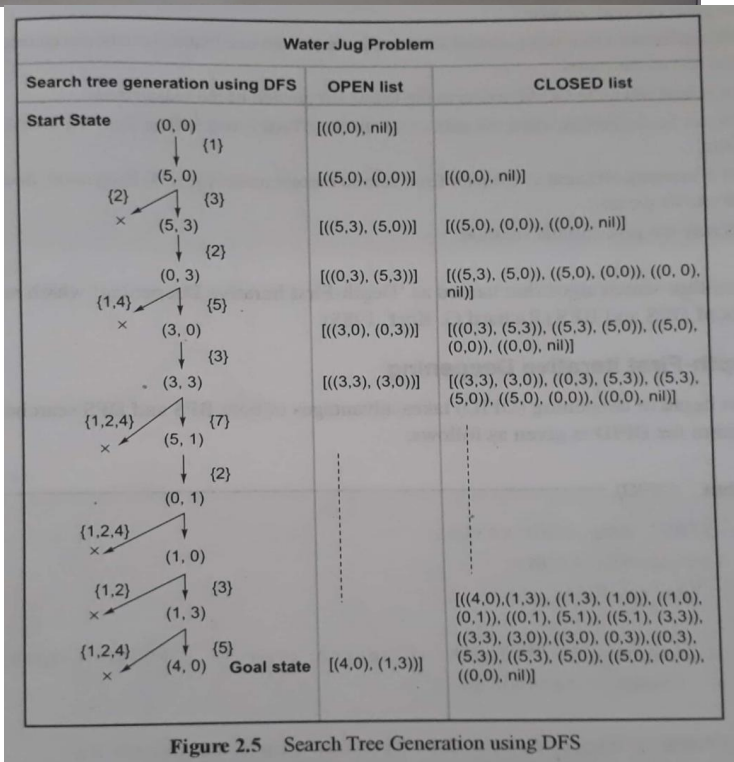 Water Jug Problem
Search tree generation using DFS OPEN list CLOSED list
Start State (0, 0) [((0,0), nil)]
{1}
(5, 0) [((5,0), (0,0))] [((0,0), nil)]
{2} {3}
×
(5, 3) [((5,3), (5,0))] [((5,0), (0,0)), ((0,0), nil)]
{2}
(0, 3) [((0,3), (5,3))] [((5,3), (5,0)), ((5,0), (0,0)), ((0, 0),
nil)]
{1,4} {5}
×
(3, 0) [((3,0), (0,3))] [((0,3), (5,3)), ((5,3), (5,0)), ((5,0),
(0,0)), ((0,0), nil)]
{3}
(3, 3) [((3,3), (3,0))] [((3,3), (3,0)), ((0,3), (5,3)), ((5,3),
(5,0)), ((5,0), (0,0)), ((0,0), nil)]
{1,2,4} {7}
×
(5, 1)
{2}
(0, 1)
{1,2,4}
×
(1, 0)
{1,2} {3}
×
(1, 3)
{1,2,4} {5}
×
(4, 0) Goal state [(4,0), (1,3))]
[((4,0),(1,3)), ((1,3), (1,0)), ((1,0),
(0,1)), ((0,1), (5,1)), ((5,1), (3,3)),
((3,3), (3,0)),((3,0), (0,3)),((0,3),
(5,3)), ((5,3), (5,0)), ((5,0), (0,0)),
((0,0), nil)]
Figure 2.5 Search Tree Generation using DFS